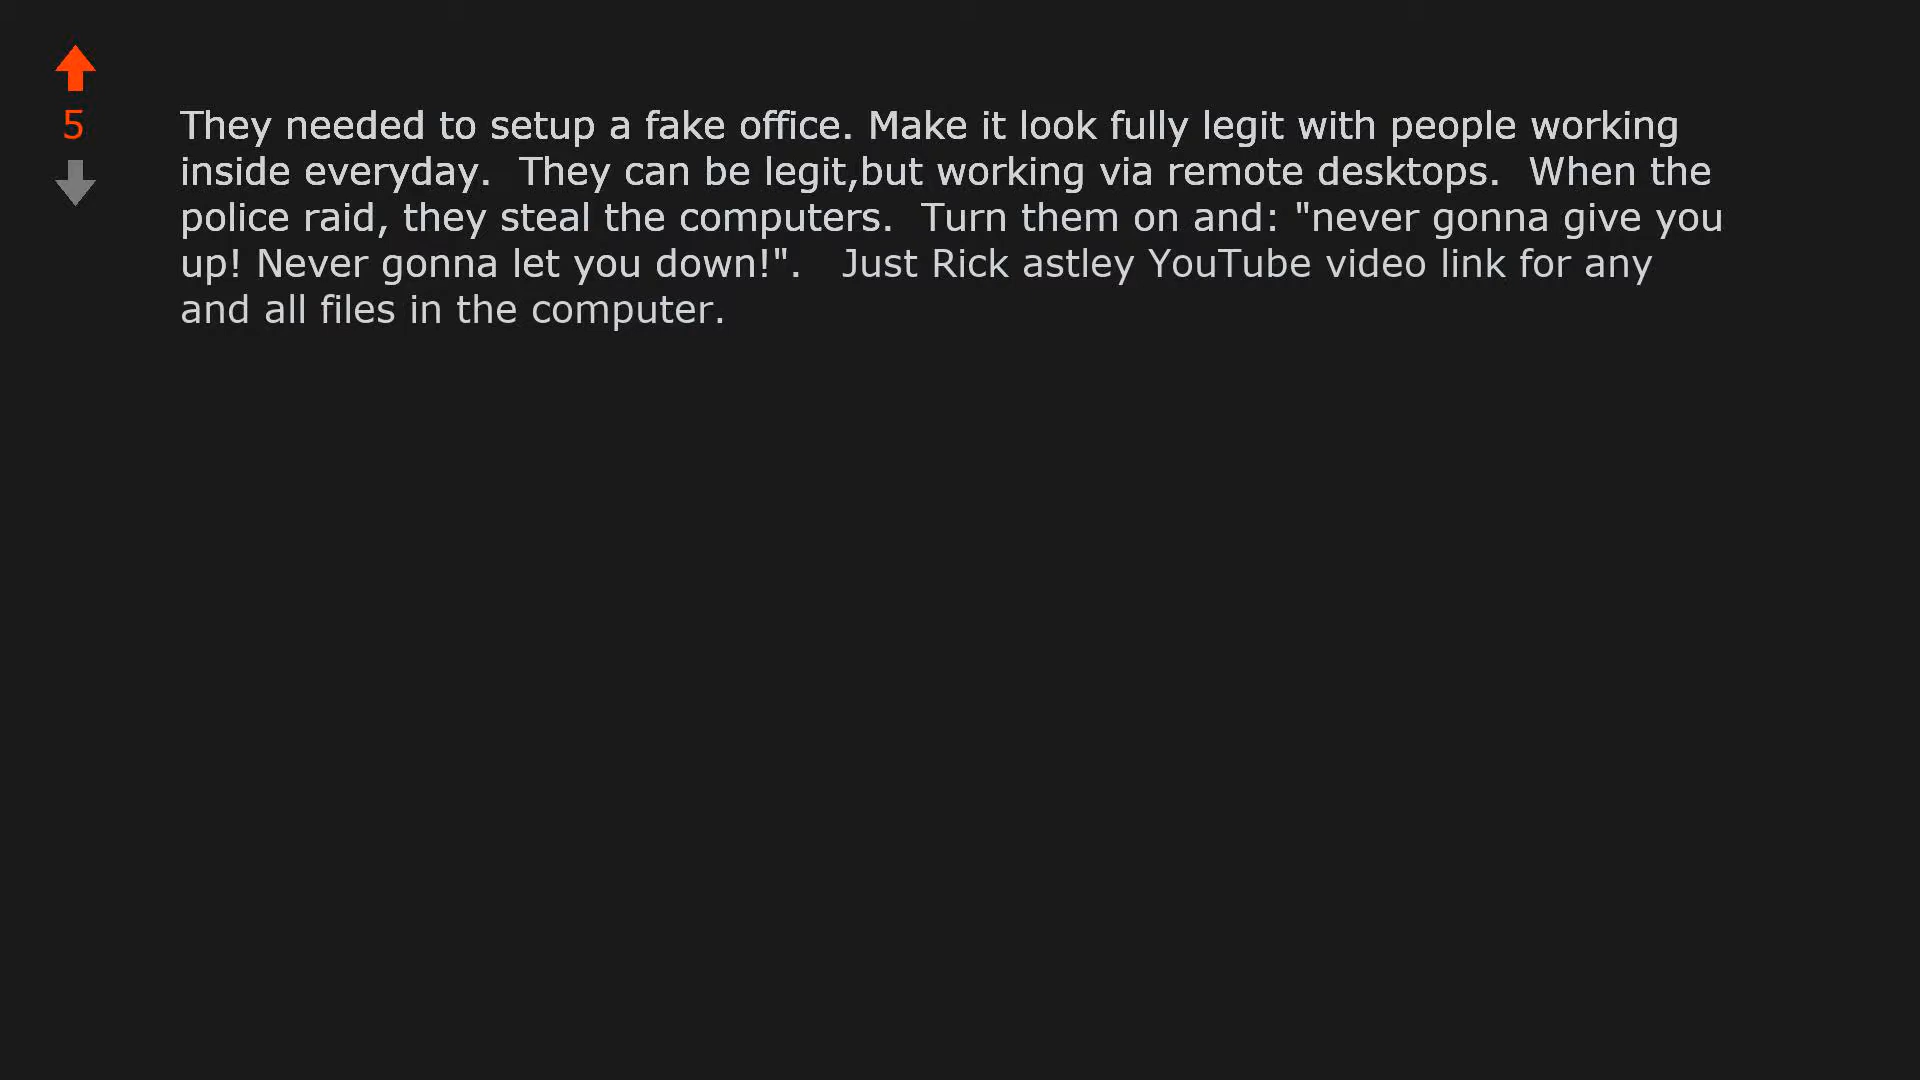 5
They needed to setup a fake office. Make it look fully legit with people working
inside everyday.  They can be legit,but working via remote desktops.  When the
police raid, they steal the computers.  Turn them on and: "never gonna give you
up! Never gonna let you down!".   Just Rick astley YouTube video link for any
and all files in the computer.